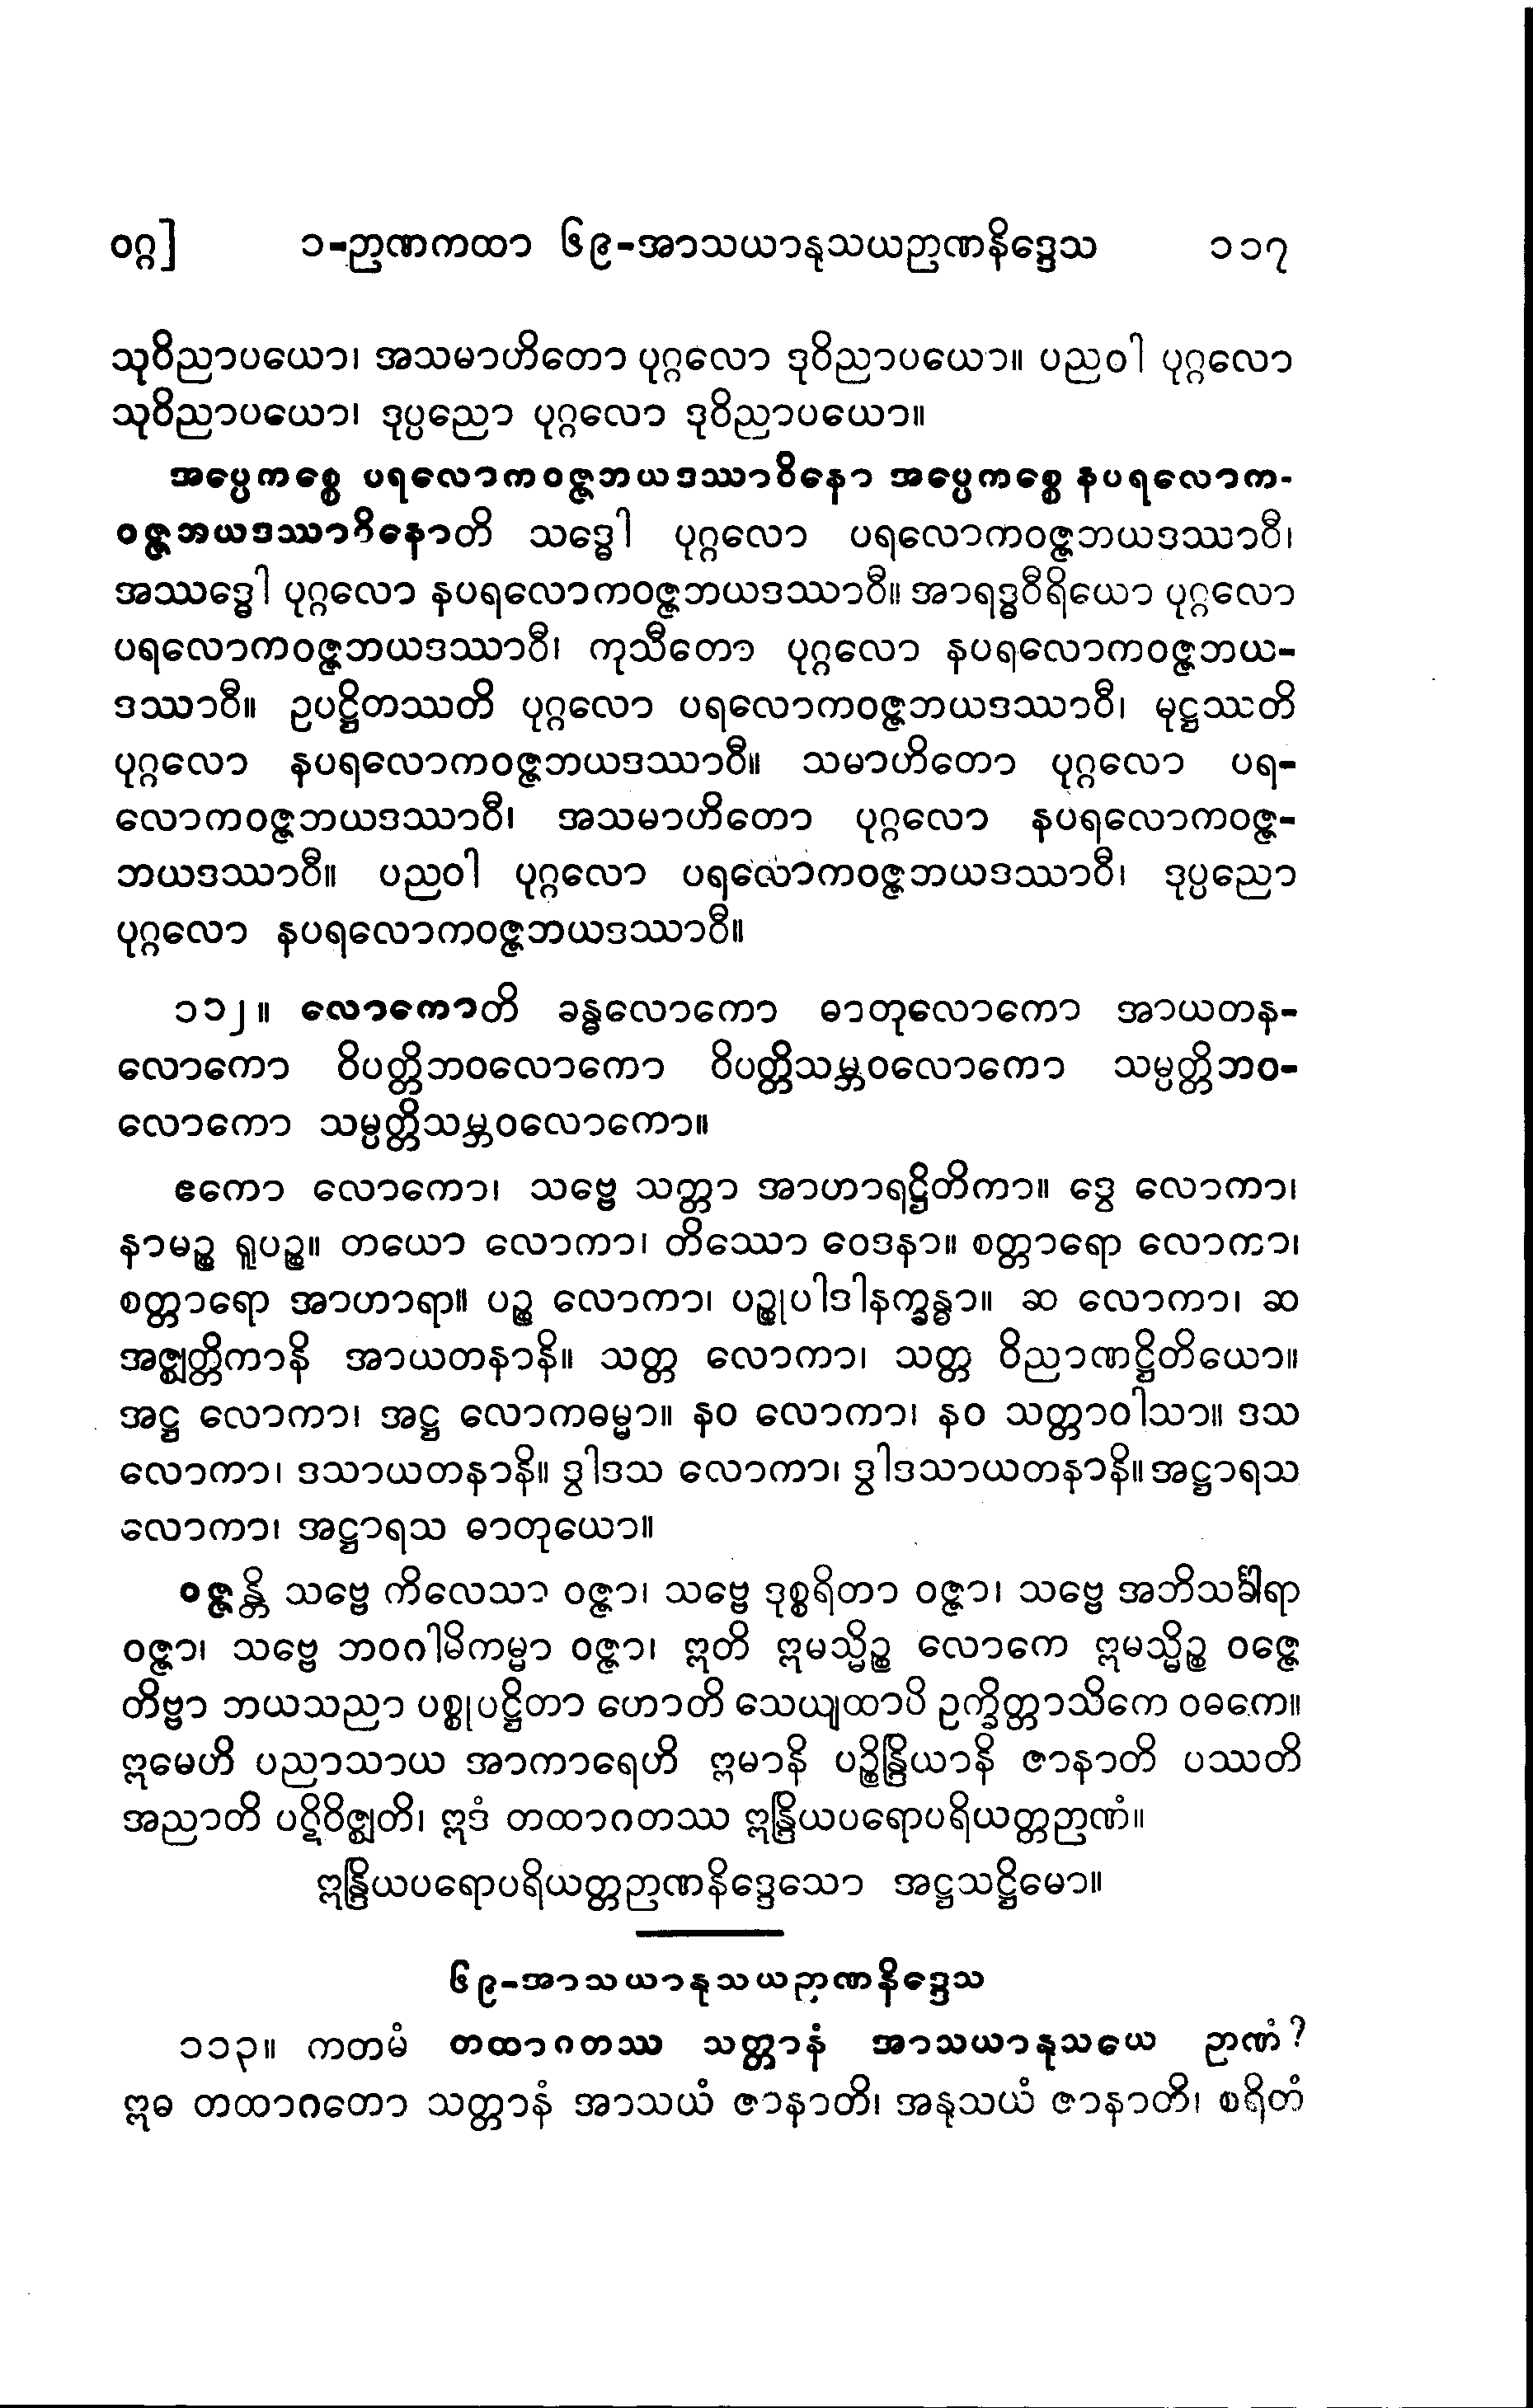 ဝဂ္ဂ] ၁-ဉာဏကထာ ၆၉-အာသယာနုသယဉာဏနိဒ္ဒေသ ၁၁၇
သုဝိညာပယော၊ အသမာဟိတော ပုဂ္ဂလော ဒုဝိညာပယော။ ပညဝါ ပုဂ္ဂလော
သုဝိညာပယော၊ ဒုပ္ပညော ပုဂ္ဂလော ဒုဝိညာပယော။
အပ္ပေကစ္စေ ပရလောကဝဇ္ဇဘယဒဿာဝိနော အပ္ပေကစ္စေ နပရလောက-
ဝဇ္ဇဘယဒဿာဝိနောတိ သဒ္ဓေါ ပုဂ္ဂလော ပရလောကဝဇ္ဇဘယဒဿာဝီ၊
အဿဒ္ဓေါ ပုဂ္ဂလော နပရလောကဝဇ္ဇဘယဒဿာဝီ။ အာရဒ္ဓဝီရိယော ပုဂ္ဂလော
ပရလောကဝဇ္ဇဘယဒဿာဝီ၊ ကုသီတော ပုဂ္ဂလော နပရလောကဝဇ္ဇဘယ-
ဒဿာဝီ။ ဥပဋ္ဌိတဿတိ ပုဂ္ဂလော ပရလောကဝဇ္ဇဘယဒဿာဝီ၊ မုဋ္ဌဿတိ
ပုဂ္ဂလော နပရလောကဝဇ္ဇဘယဒဿာဝီ။ သမာဟိတော ပုဂ္ဂလော ပရ-
လောကဝဇ္ဇဘယဒဿာဝီ၊ အသမာဟိတော ပုဂ္ဂလော နပရလောကဝဇ္ဇ-
ဘယဒဿာဝီ။ ပညဝါ ပုဂ္ဂလော ပရလောကဝဇ္ဇဘယဒဿာဝီ၊ ဒုပ္ပညော
ပုဂ္ဂလော နပရလောကဝဇ္ဇဘယဒဿာဝီ။
၁၁၂။ လောကောတိ ခန္ဓလောကော ဓာတုလောကော အာယတန-
လောကော ဝိပတ္တိဘဝလောကော ဝိပတ္တိသမ္ဘဝလောကော သမ္ပတ္တိဘဝ-
လောကော သမ္ပတ္တိသမ္ဘဝလောကော။
ဧကော လောကော၊ သဗ္ဗေ သတ္တာ အာဟာရဋ္ဌိတိကာ။ ဒွေ လောကာ၊
နာမဉ္စ ရူပဉ္စ။ တယော လောကာ၊ တိဿော ဝေဒနာ။ စတ္တာရော လောကာ၊
စတ္တာရော အာဟာရာ။ ပဉ္စ လောကာ၊ ပဉ္စုပါဒါနက္ခန္ဓာ။ ဆ လောကာ၊ ဆ
အဇ္ဈတ္တိကာနိ အာယတနာနိ။ သတ္တ လောကာ၊ သတ္တ ဝိညာဏဋ္ဌိတိယော။
အဋ္ဌ လောကာ၊ အဋ္ဌ လောကဓမ္မာ။ နဝ လောကာ၊ နဝ သတ္တာဝါသာ။ ဒသ
လောကာ၊ ဒသာယတနာနိ။ ဒွါဒသ လောကာ၊ ဒွါဒသာယတနာနိ။ အဋ္ဌာရသ
လောကာ၊ အဋ္ဌာရသ ဓာတုယော။
ဝဇ္ဇန္တိ သဗ္ဗေ ကိလေသာ ဝဇ္ဇာ၊ သဗ္ဗေ ဒုစ္စရိတာ ဝဇ္ဇာ၊ သဗ္ဗေ အဘိသင်္ခါရာ
ဝဇ္ဇာ၊ သဗ္ဗေ ဘဝဂါမိကမ္မာ ဝဇ္ဇာ၊ ဣတိ ဣမသ္မိဉ္စ လောကေ ဣမသ္မိဉ္စ ဝဇ္ဇေ
တိဗ္ဗာ ဘယသညာ ပစ္စုပဋ္ဌိတာ ဟောတိ သေယျထာပိ ဥက္ခိတ္တာသိကေ ဝဓကေ။
ဣမေဟိ ပညာသာယ အာကာရေဟိ ဣမာနိ ပဉ္စိန္ဒြိယာနိ ဇာနာတိ ပဿတိ
အညာတိ ပဋိဝိဇ္ဈတိ၊ ဣဒံ တထာဂတဿ ဣန္ဒြိယပရောပရိယတ္တဉာဏံ။
ဣန္ဒြိယပရောပရိယတ္တဉာဏနိဒ္ဒေသော အဋ္ဌသဋ္ဌိမော။
၆၉-အာသယာနုသယဉာဏနိဒ္ဒေသ
၁၁၃။ ကတမံ တထာဂတဿ သတ္တာနံ အာသယာနုသယေ ဉာဏံ?
ဣဓ တထာဂတော သတ္တာနံ အာသယံ ဇာနာတိ၊ အနုသယံ ဇာနာတိ၊ စရိတံ